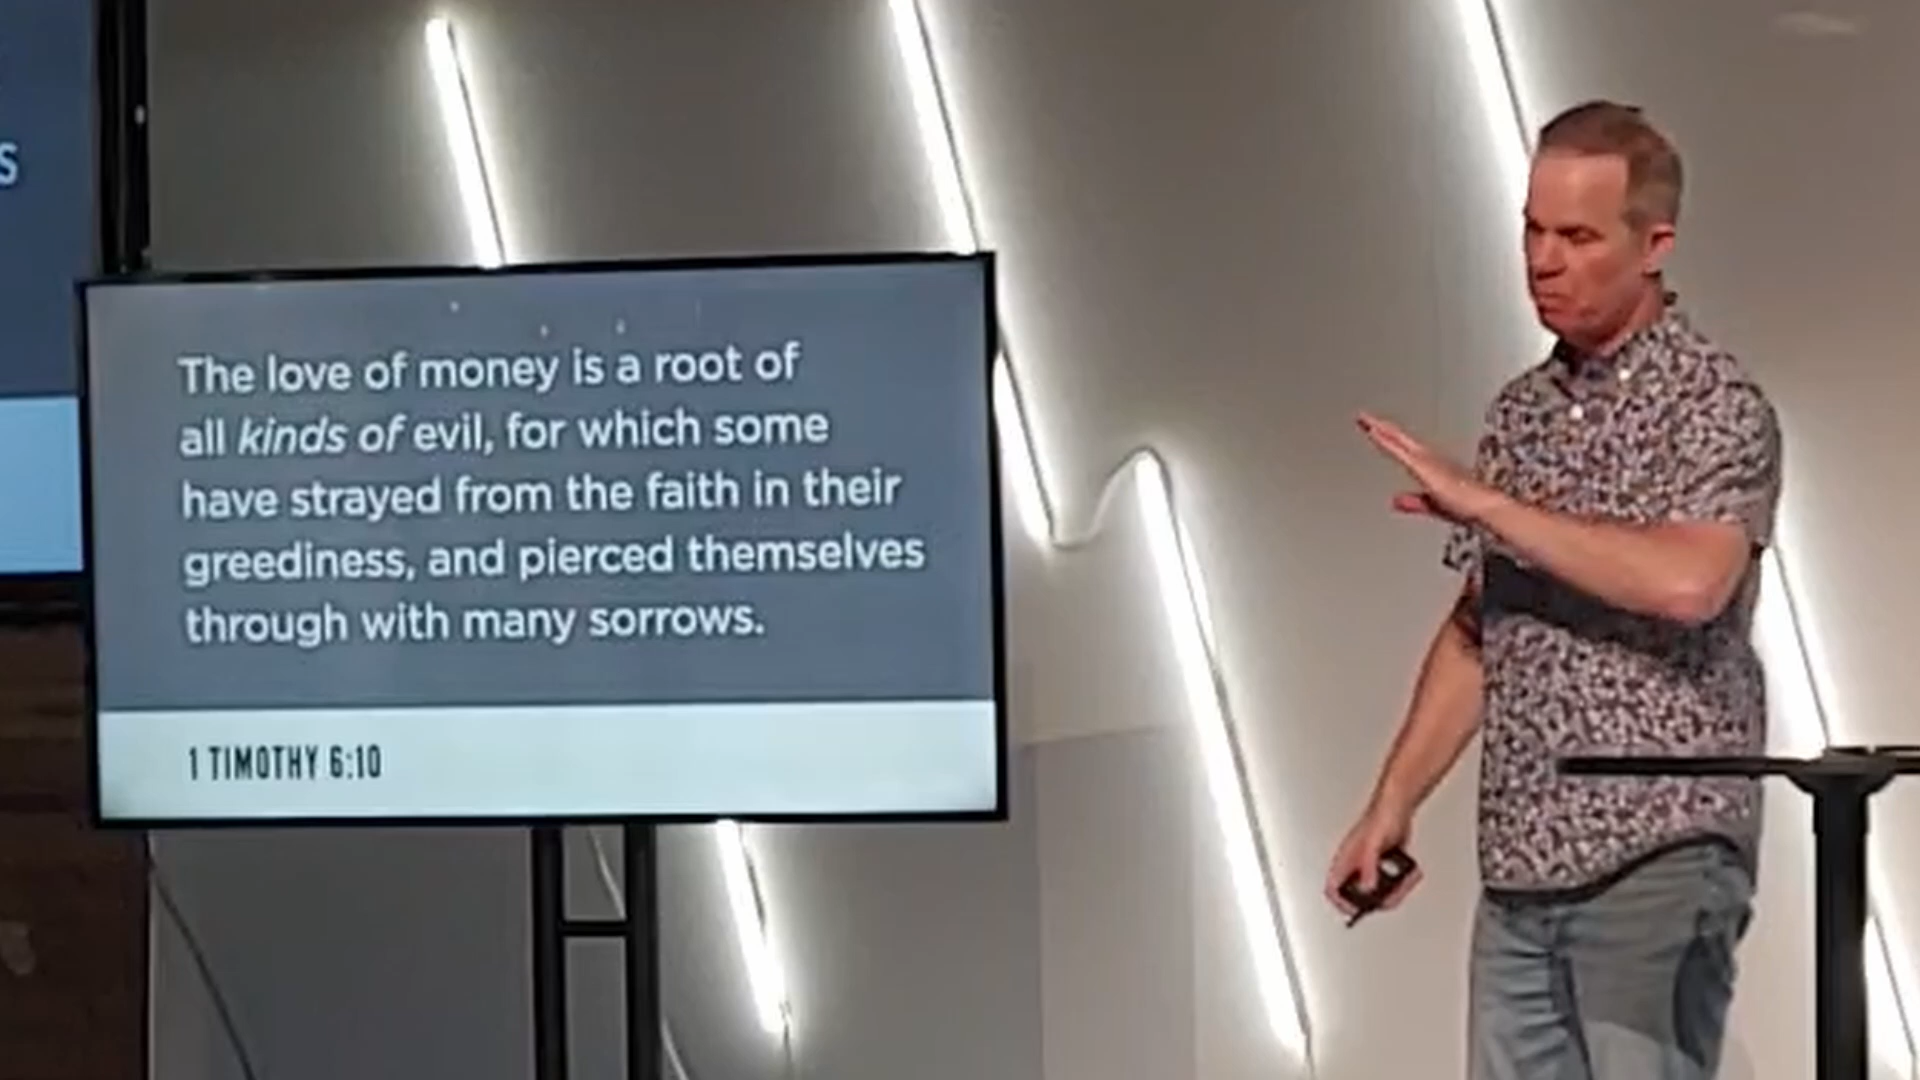 S
The love of money is a root of
all kinds of evil, for which some
have strayed from the faith in their
greediness, and pierced themselves
through with many sorrows.
1 TIMOTHY 6:10